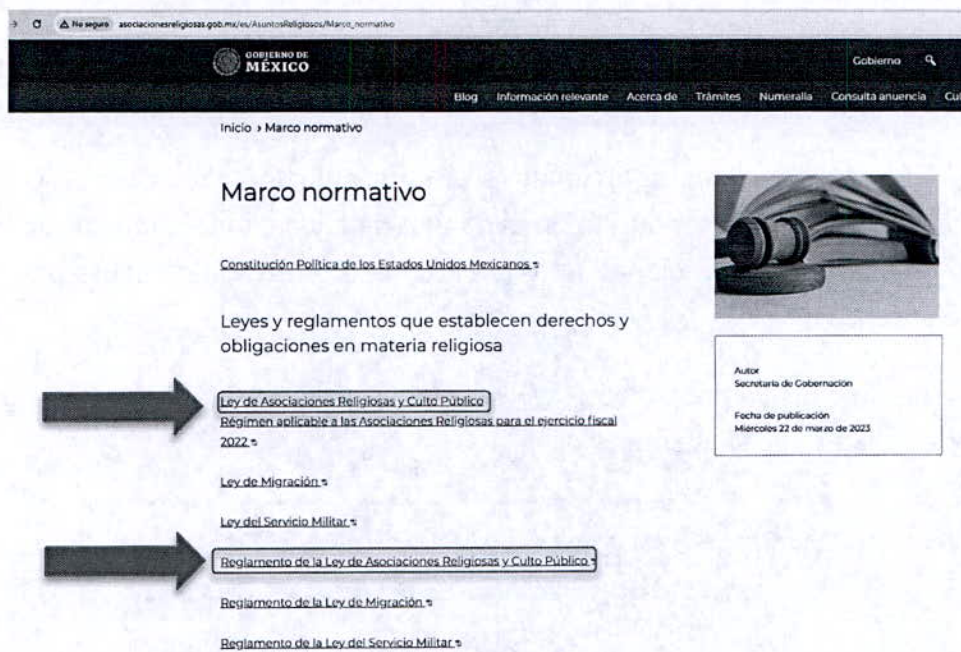 No seguro asociacionesreligiosas.gob.mx/es/AsuntosReligiosos/Marco_normativo
GOBIERNO DE
MÉXICO
Gobierno
Blog Información relevante Acerca de Trámites Numeralia Consulta anuencia Cul
Inicio › Marco normativo
Marco normativo
Constitución Política de los Estados Unidos Mexicanos
Leyes y reglamentos que establecen derechos y
obligaciones en materia religiosa
Ley de Asociaciones Religiosas y Culto Público
Régimen aplicable a las Asociaciones Religiosas para el ejercicio fiscal
2022
Ley de Migración
Ley del Servicio Militar
Reglamento de la Ley de Asociaciones Religiosas y Culto Público
Reglamento de la Ley de Migración
Reglamento de la Ley del Servicio Militar
Autor
Secretaría de Gobernación
Fecha de publicación
Miércoles 22 de marzo de 2023